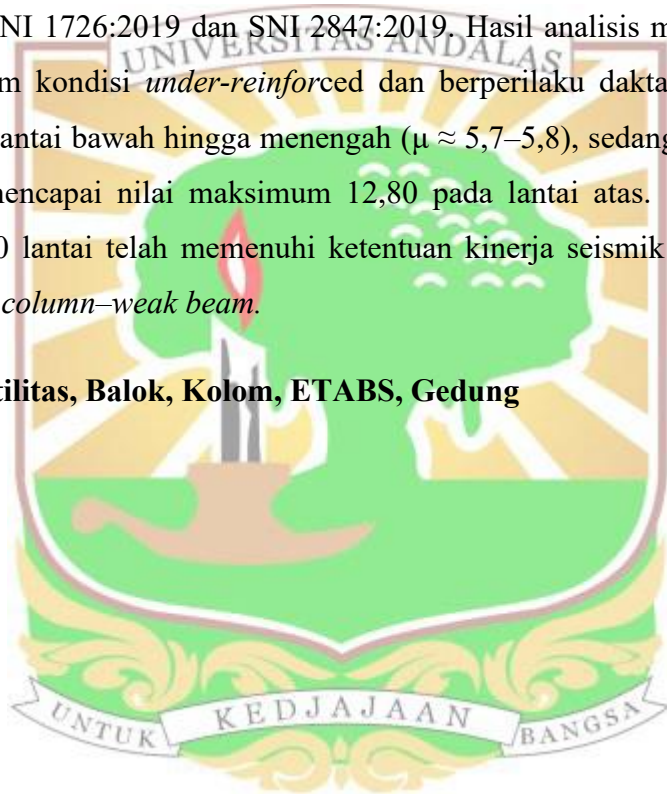 NI 1726:2019 dan SNI 2847:2019. Hasil analisis m
UNIVERSITAS ANDALAS
m kondisi under-reinforced dan berperilaku dakta
antai bawah hingga menengah (μ ≈ 5,7–5,8), sedang
mencapai nilai maksimum 12,80 pada lantai atas.
0 lantai telah memenuhi ketentuan kinerja seismik
column–weak beam.
tilitas, Balok, Kolom, ETABS, Gedung
UNTUK KEDJAJAAN BANGSA